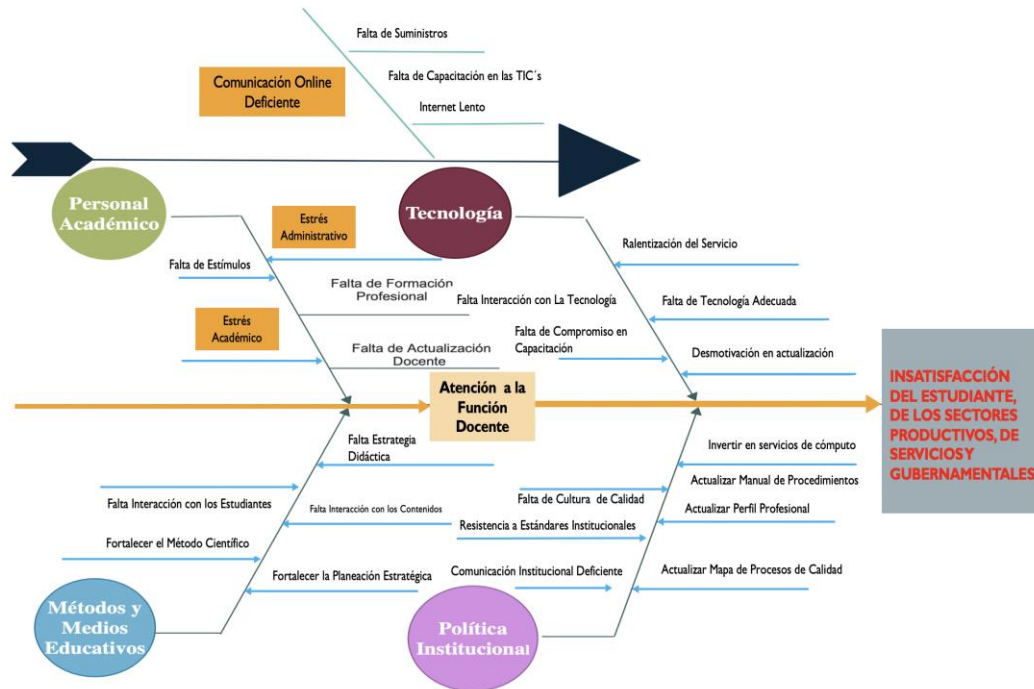 Falta de Suministros
Comunicación Online
Deficiente
Falta de Capacitación en las TIC´s
Internet Lento
Personal
Académico
Tecnología
Estrés
Administrativo
Falta de Estímulos
Falta de Formación
Profesional
Estrés
Académico
Falta de Actualización
Docente
Ralentización del Servicio
Falta Interacción con La Tecnología
Falta de Tecnología Adecuada
Falta de Compromiso en
Capacitación
Desmotivación en actualización
Atención a la
Función
Docente
INSATISFACCIÓN
DEL ESTUDIANTE,
DE LOS SECTORES
PRODUCTIVOS, DE
SERVICIOS Y
GUBERNAMENTALES
Falta Estrategia
Didáctica
Falta Interacción con los Estudiantes
Falta Interacción con los Contenidos
Fortalecer el Método Científico
Fortalecer la Planeación Estratégica
Métodos y
Medios
Educativos
Invertir en servicios de cómputo
Actualizar Manual de Procedimientos
Falta de Cultura de Calidad
Actualizar Perfil Profesional
Resistencia a Estándares Institucionales
Comunicación Institucional Deficiente
Actualizar Mapa de Procesos de Calidad
Política
Institucional